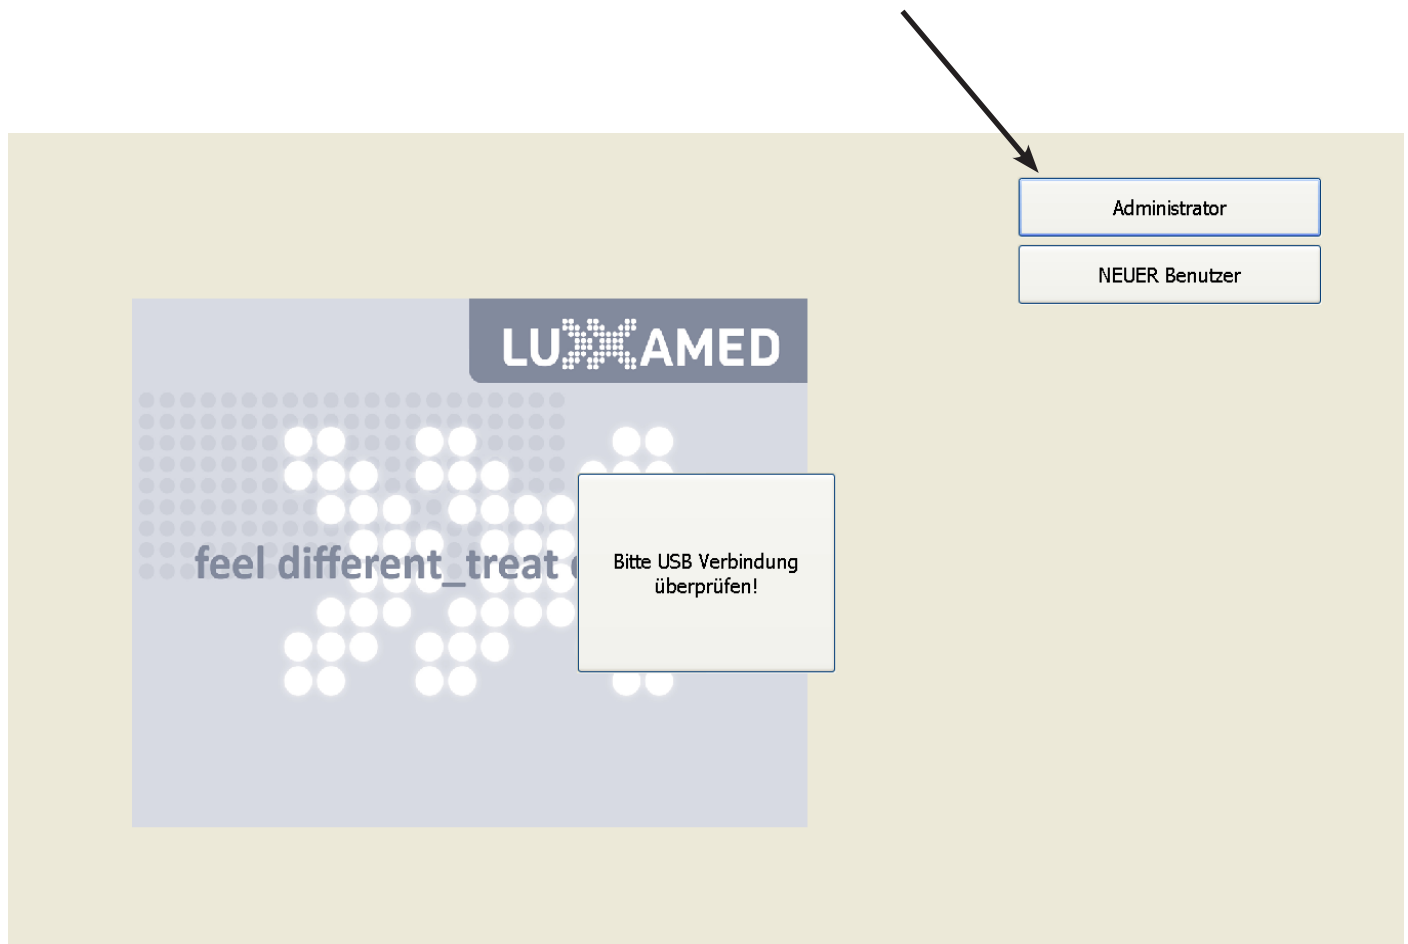 Administrator
NEUER Benutzer
LUXXAMED
feel different_treat
Bitte USB Verbindung
überprüfen!